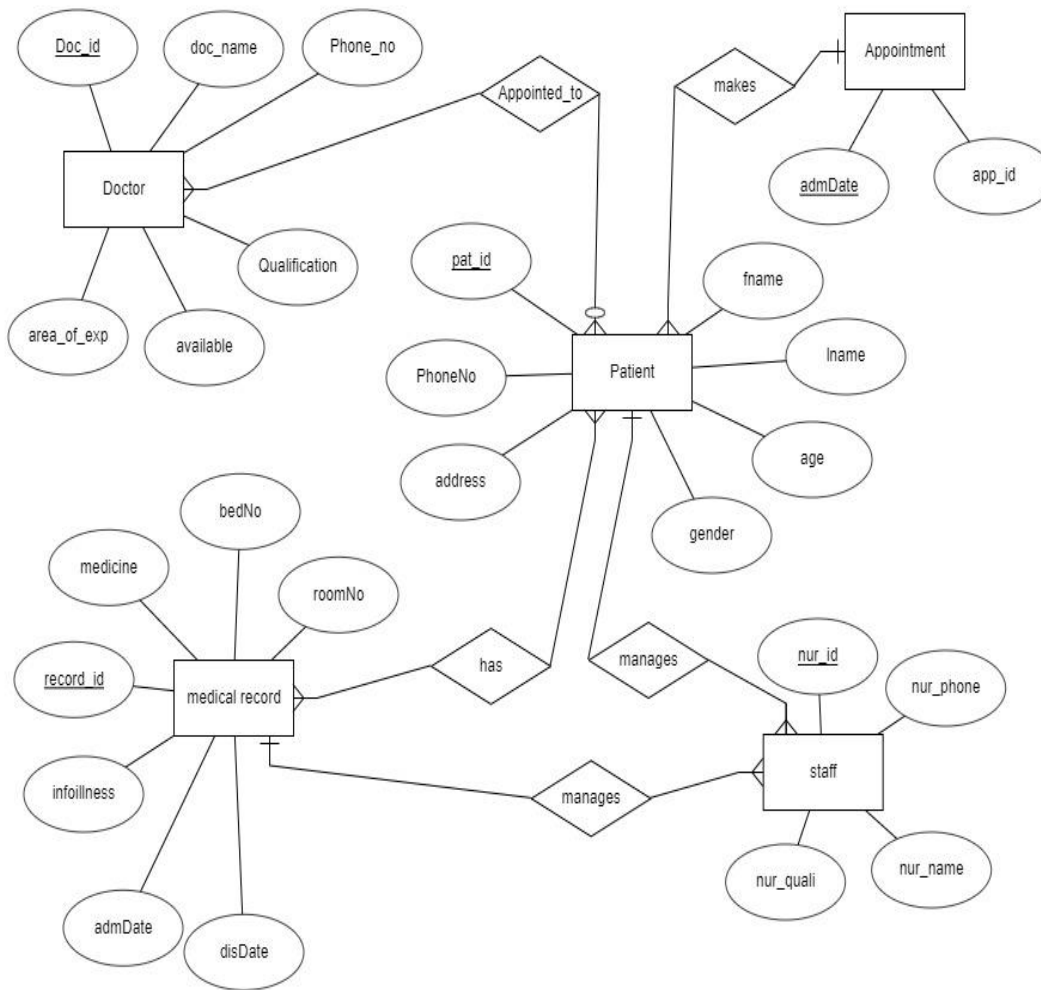 Doc_id
doc_name
Phone_no
Appointed_to
makes
Appointment
Doctor
admDate
app_id
Qualification
area_of_exp
available
pat_id
fname
PhoneNo
Patient
lname
address
age
gender
bedNo
medicine
roomNo
record_id
medical record
has
manages
nur_id
nur_phone
infoillness
manages
staff
admDate
disDate
nur_quali
nur_name